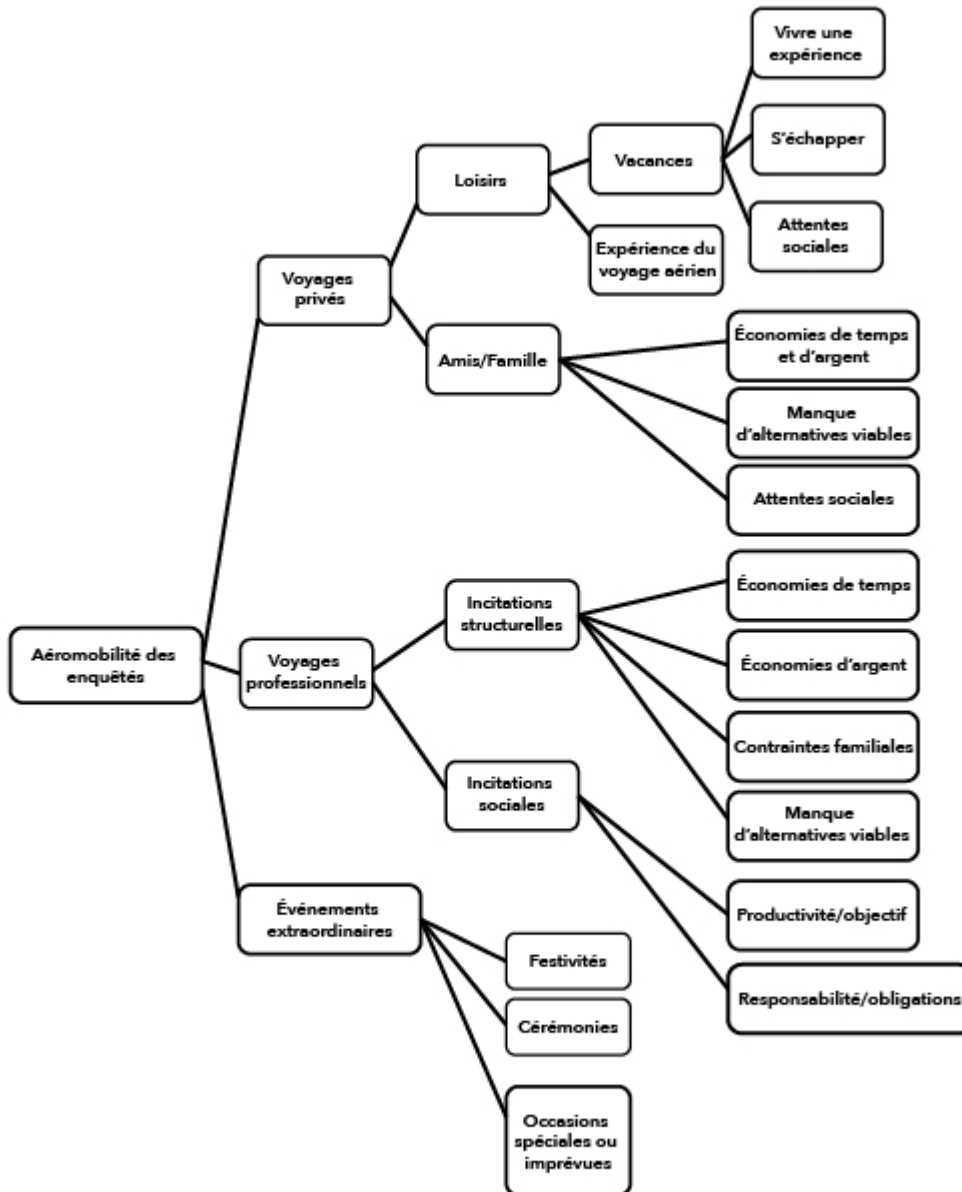 Vivre une
expérience
S'échapper
Vacances
Loisirs
Attentes
sociales
Expérience du
voyage aérien
Voyages
privés
Économies de temps
et d'argent
Amis/Famille
Manque
d'alternatives viables
Attentes sociales
Économies de temps
Incitations
structurelles
Aéromobilité des
enquêtés
Voyages
professionnels
Économies d'argent
Contraintes familiales
Incitations
sociales
Manque
d'alternatives viables
Productivité/objectif
Événements
extraordinaires
Festivités
Responsabilité/obligations
Cérémonies
Occasions
spéciales ou
imprévues